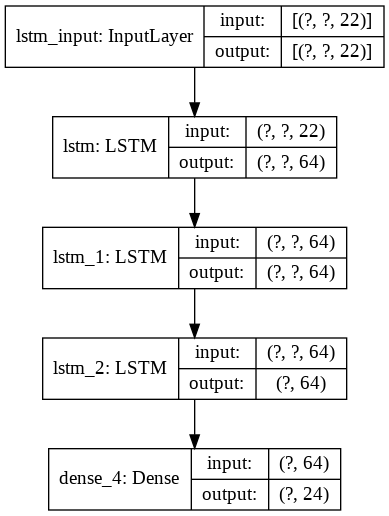 lstm_input: InputLayer
input: [(?, ?, 22)]
output: [(?, ?, 22)]
lstm: LSTM
input: (?, ?, 22)
output: (?, ?, 64)
lstm_1: LSTM
input: (?, ?, 64)
output: (?, ?, 64)
lstm_2: LSTM
input: (?, ?, 64)
output: (?, 64)
dense_4: Dense
input: (?, 64)
output: (?, 24)